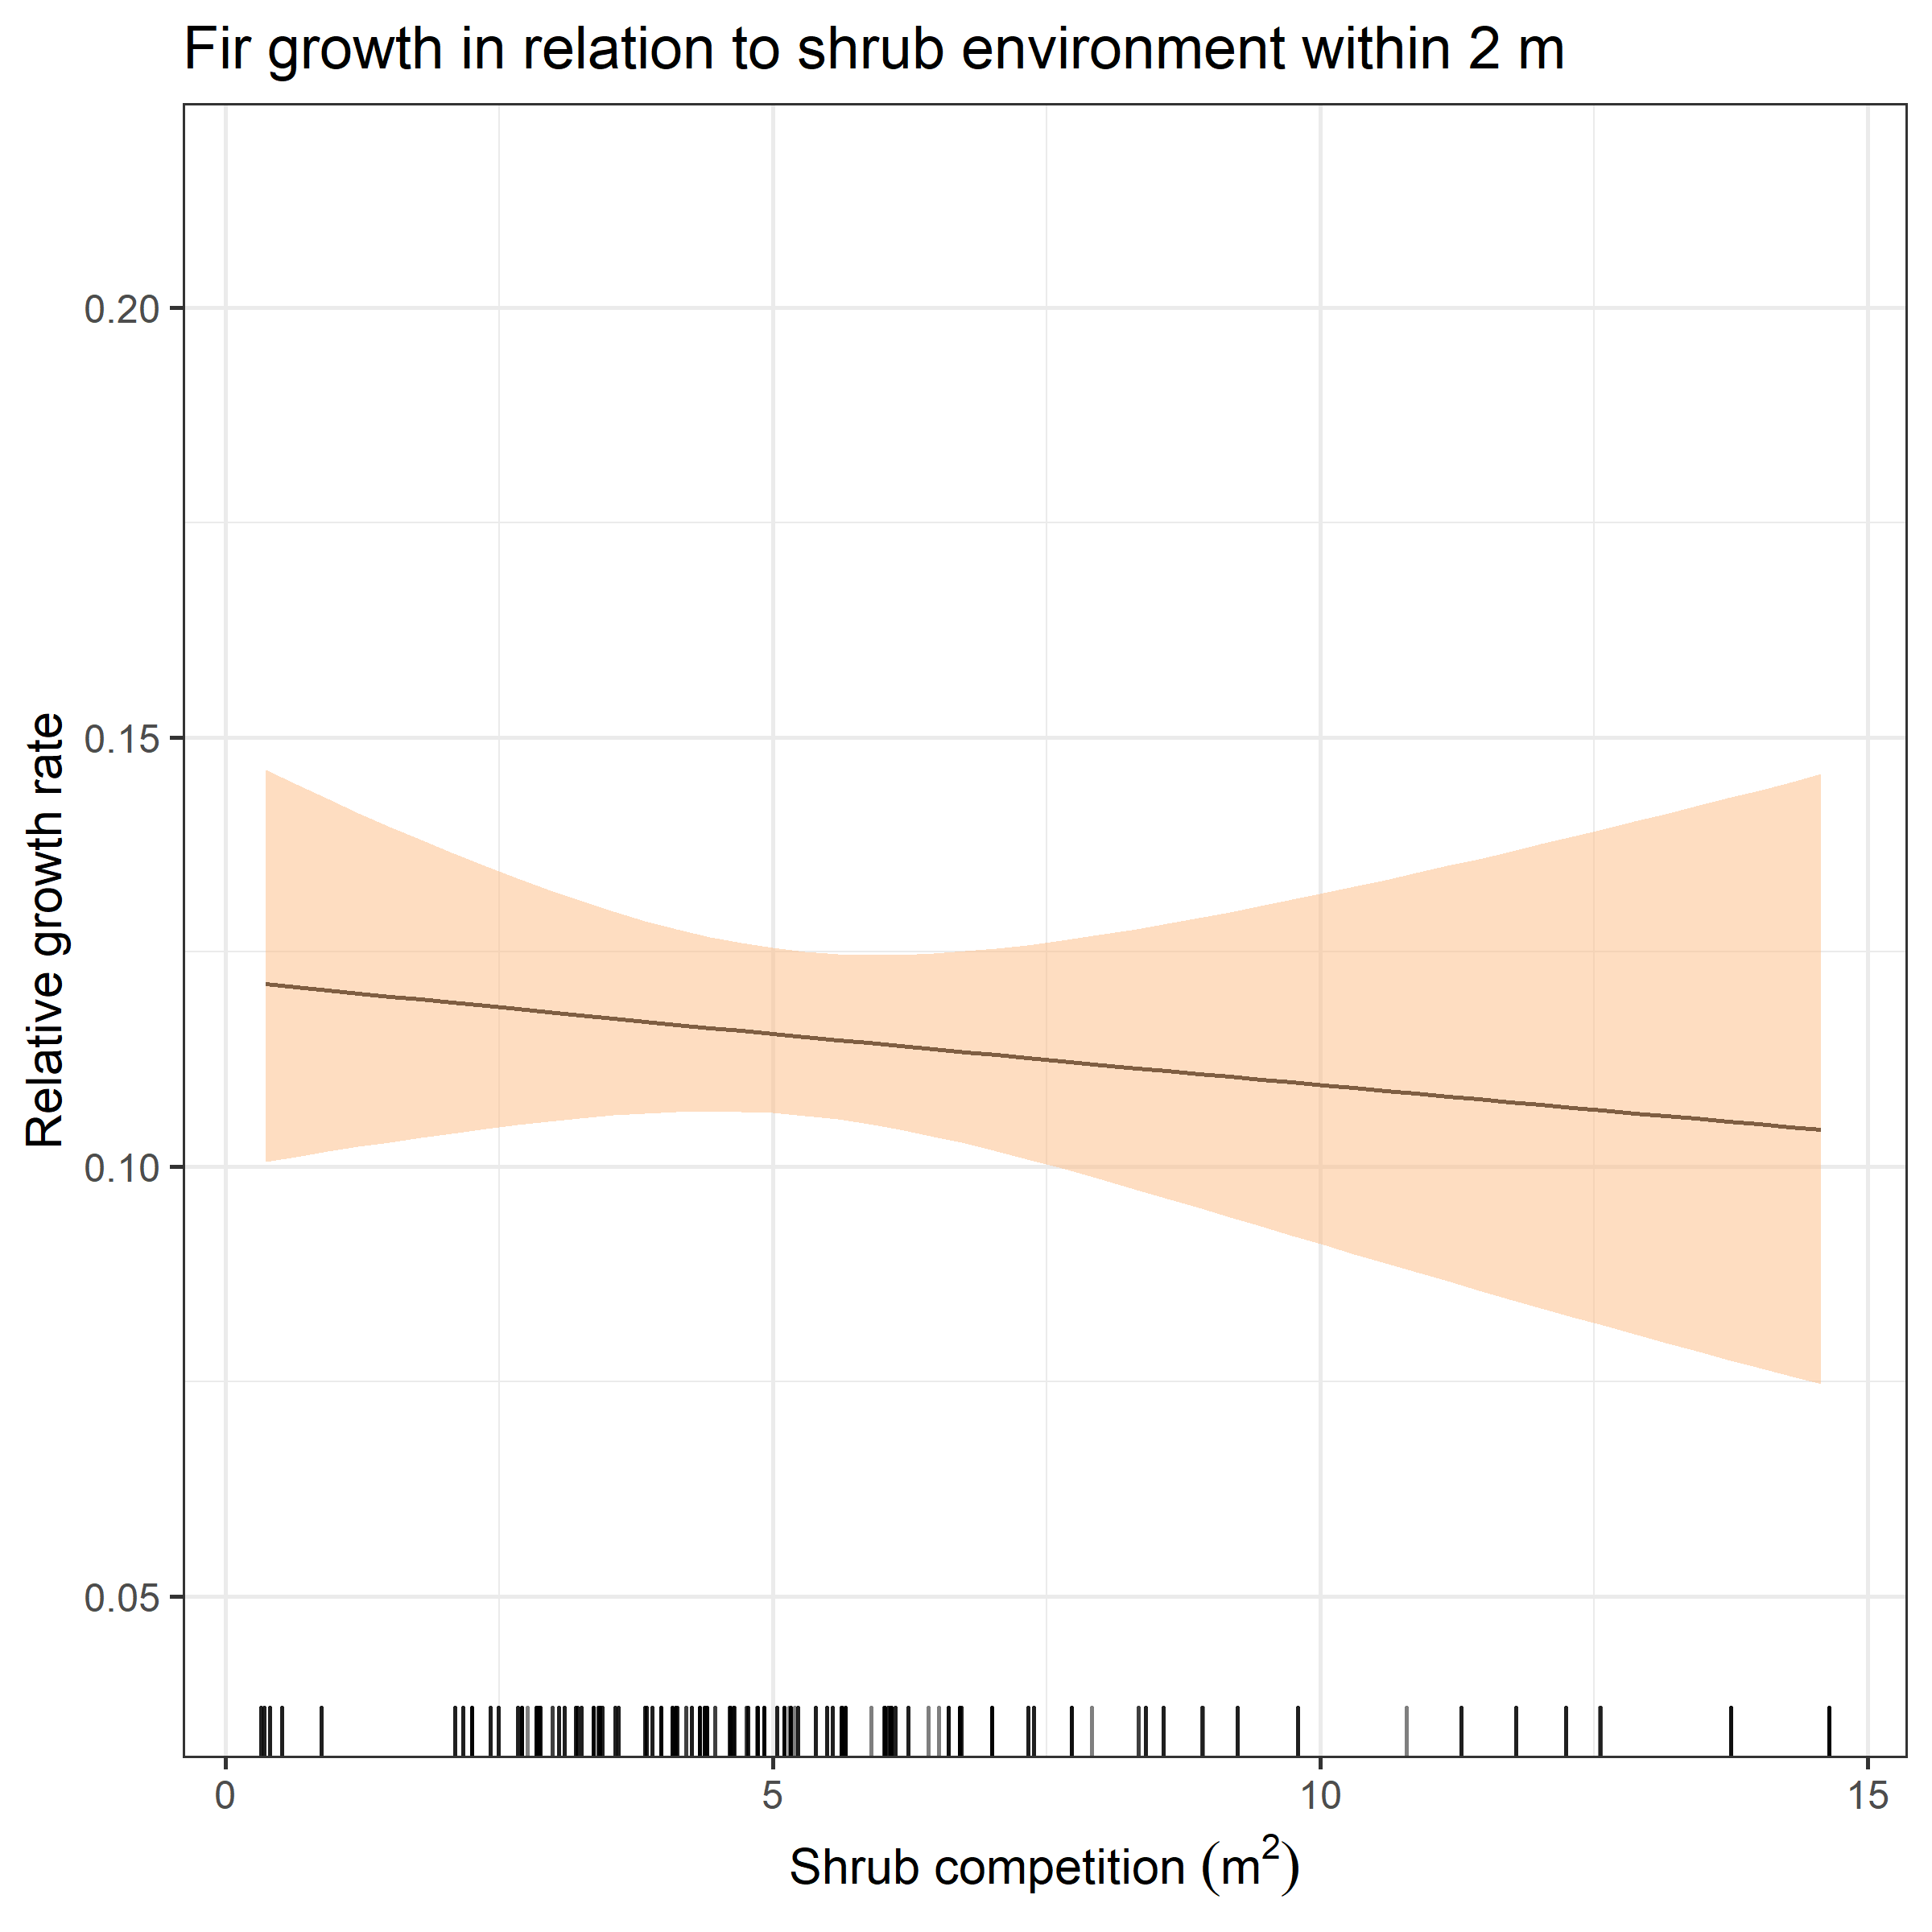 Fir growth in relation to shrub environment within 2 m
Relative growth rate
0.20
0.15
0.10
0.05
0
5
10
15
Shrub competition (m²)